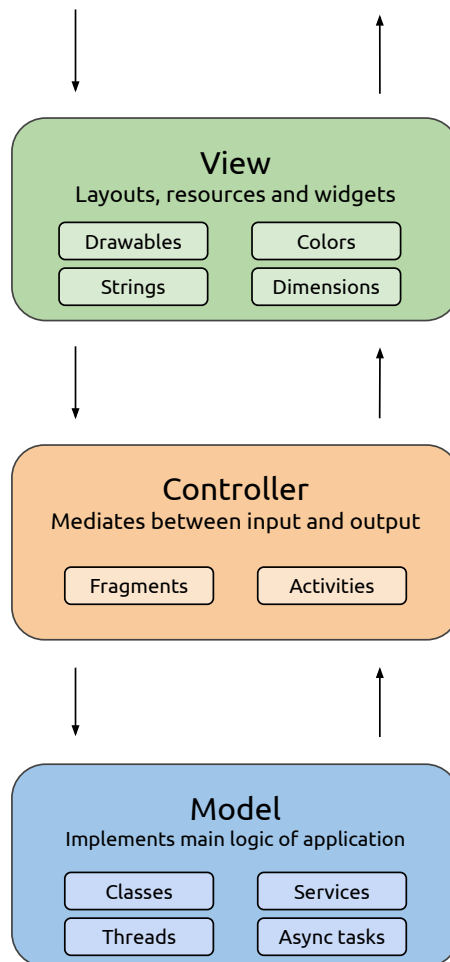 View
Layouts, resources and widgets
Drawables
Colors
Strings
Dimensions
Controller
Mediates between input and output
Fragments
Activities
Model
Implements main logic of application
Classes
Services
Threads
Async tasks